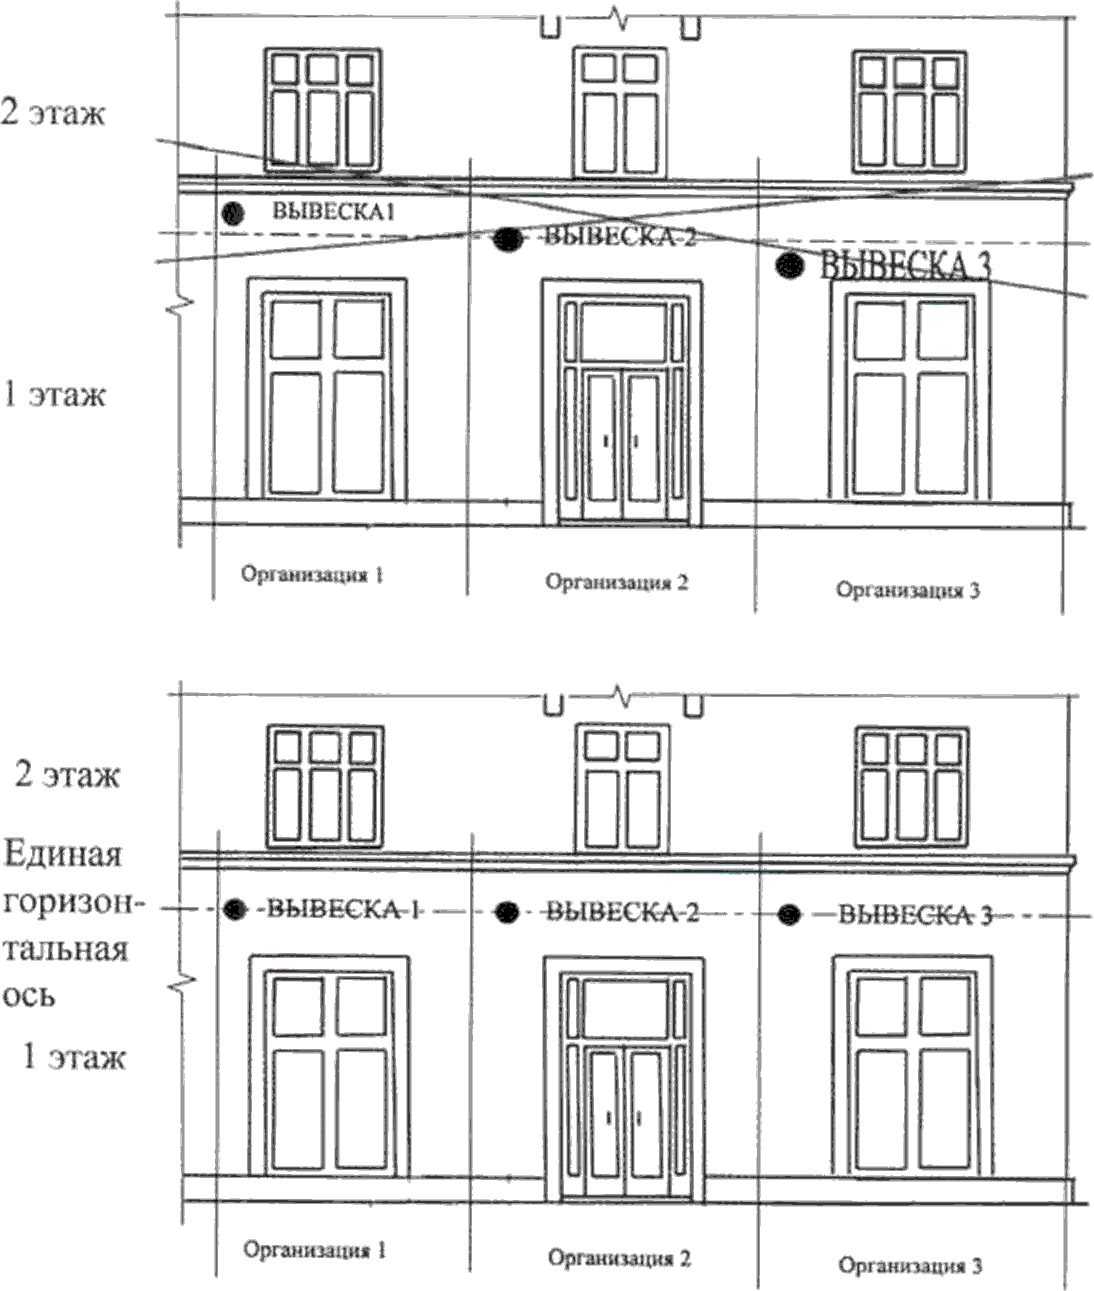 2 этаж
ВЫВЕСКА1
ВЫВЕСКА 2
ВЫВЕСКА 3
1 этаж
Организация 1
Организация 2
Организация 3
2 этаж
Единая
горизон-
тальная
ось
ВЫВЕСКА 1
ВЫВЕСКА 2
ВЫВЕСКА 3
1 этаж
Организация 1
Организация 2
Организация 3